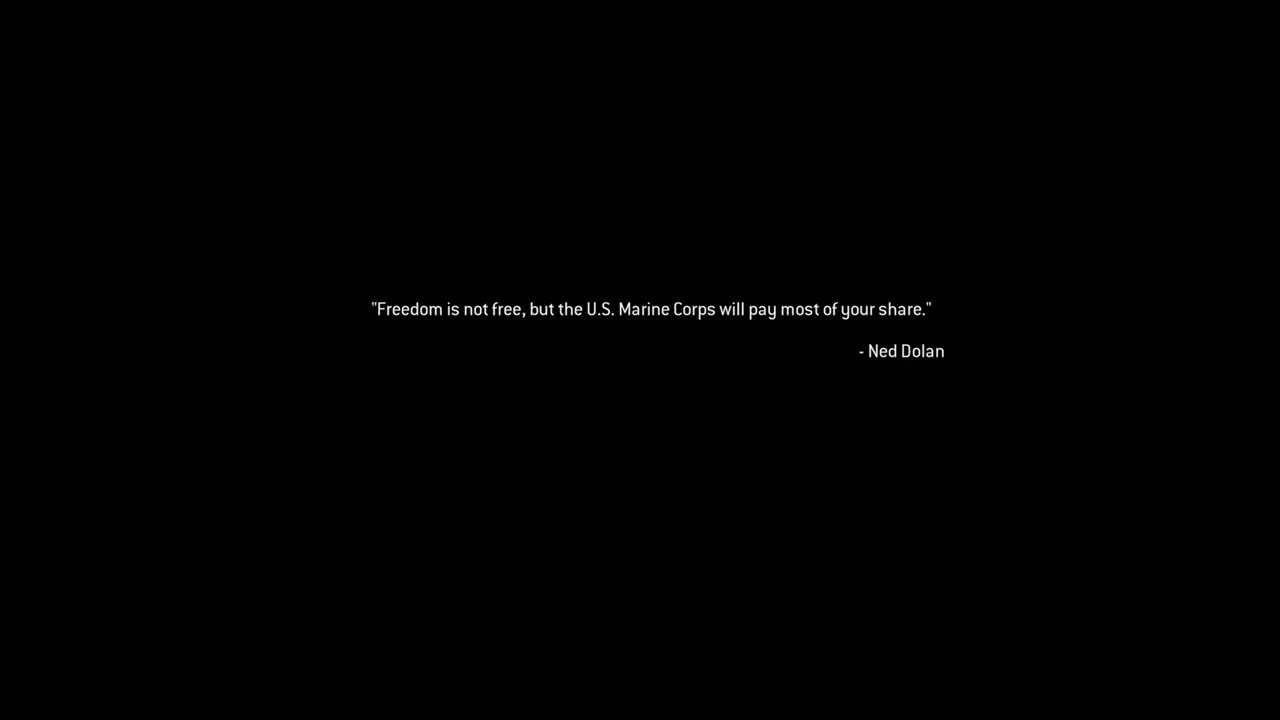 "Freedom is not free, but the U.S. Marine Corps will pay most of your share."
- Ned Dolan